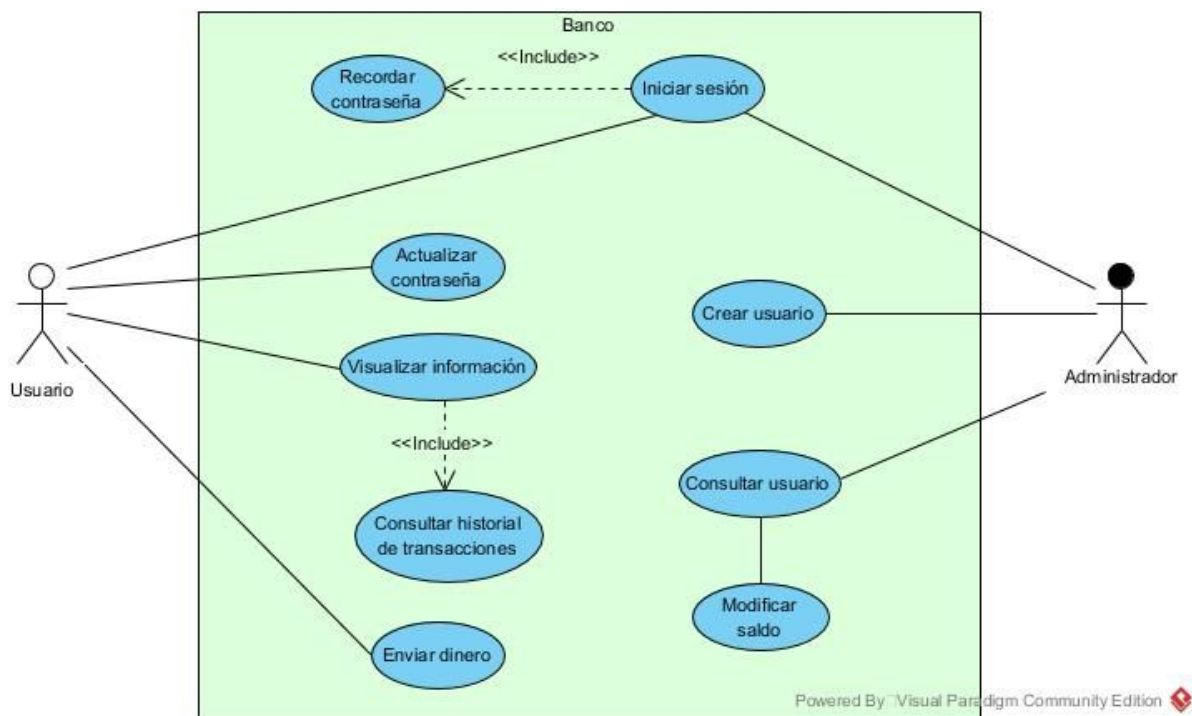 Banco
<<Include>>
Recordar
contraseña
Iniciar sesión
Actualizar
contraseña
Crear usuario
Usuario
Visualizar información
Administrador
<<Include>>
Consultar usuario
Consultar historial
de transacciones
Modificar
saldo
Enviar dinero
Powered By Visual Paradigm Community Edition